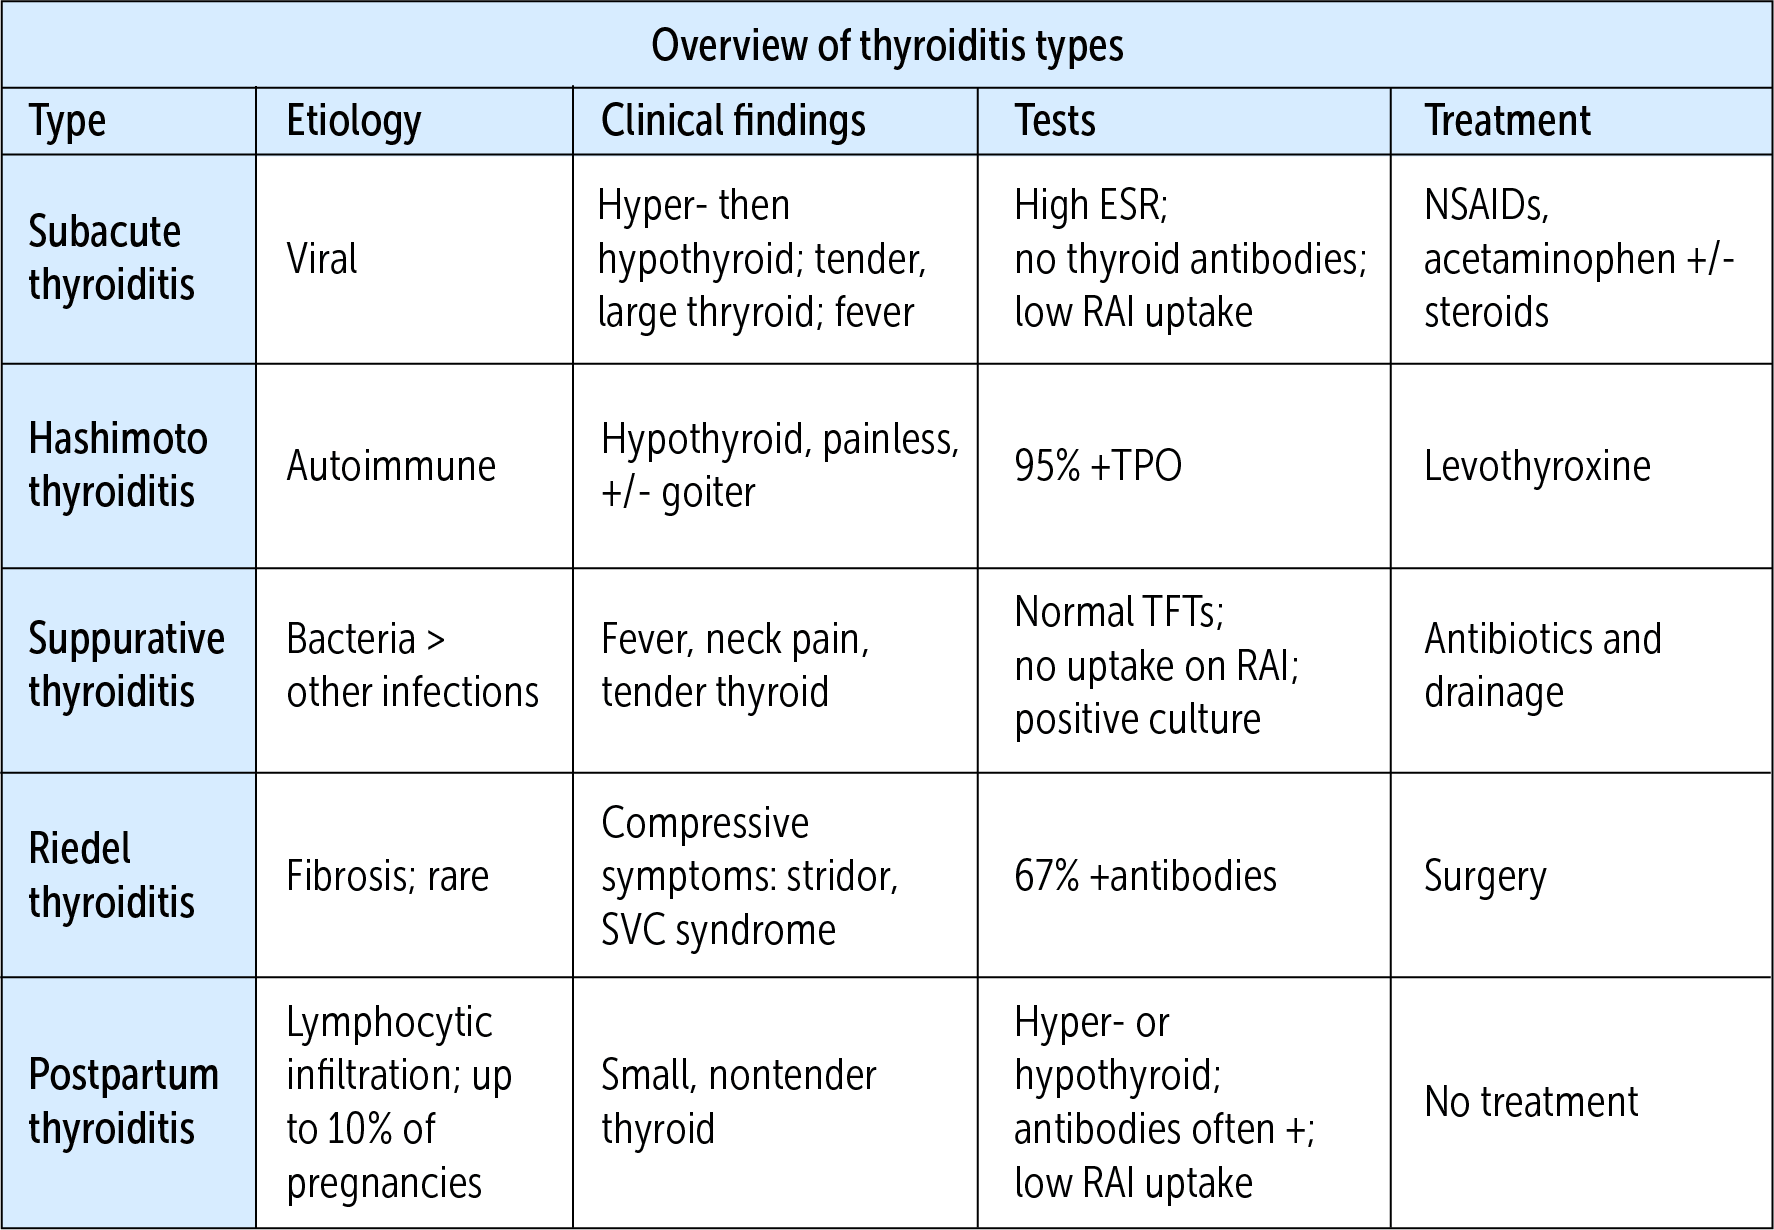 Overview of thyroiditis types
Type
Etiology
Clinical findings
Tests
Treatment
Subacute
thyroiditis
Viral
Hyper- then
hypothyroid; tender,
large thryroid; fever
High ESR;
no thyroid antibodies;
low RAI uptake
NSAIDs,
acetaminophen +/-
steroids
Hashimoto
thyroiditis
Autoimmune
Hypothyroid, painless,
+/- goiter
95% +TPO
Levothyroxine
Suppurative
thyroiditis
Bacteria >
other infections
Fever, neck pain,
tender thyroid
Normal TFTs;
no uptake on RAI;
positive culture
Antibiotics and
drainage
Riedel
thyroiditis
Fibrosis; rare
Compressive
symptoms: stridor,
SVC syndrome
67% +antibodies
Surgery
Postpartum
thyroiditis
Lymphocytic
infiltration; up
to 10% of
pregnancies
Small, nontender
thyroid
Hyper- or
hypothyroid;
antibodies often +;
low RAI uptake
No treatment